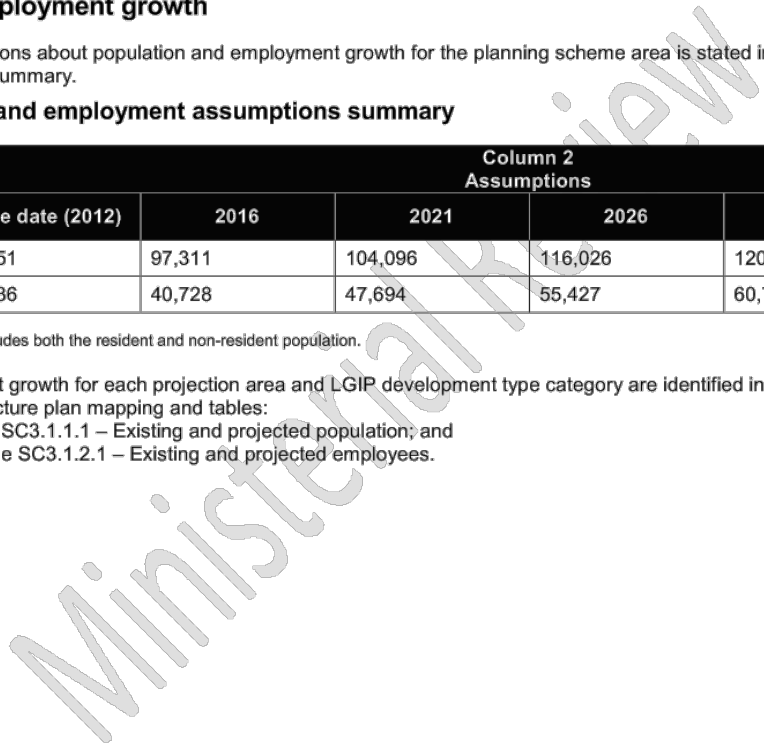 ployment growth
ons about population and employment growth for the planning scheme area is stated in
ummary.
and employment assumptions summary
Column 2
Assumptions
e date (2012) 2016 2021 2026
51 97,311 104,096 116,026 120
36 40,728 47,694 55,427 60,
udes both the resident and non-resident population.
t growth for each projection area and LGIP development type category are identified in
cture plan mapping and tables:
SC3.1.1.1 – Existing and projected population; and
e SC3.1.2.1 – Existing and projected employees.
Ministerial Review